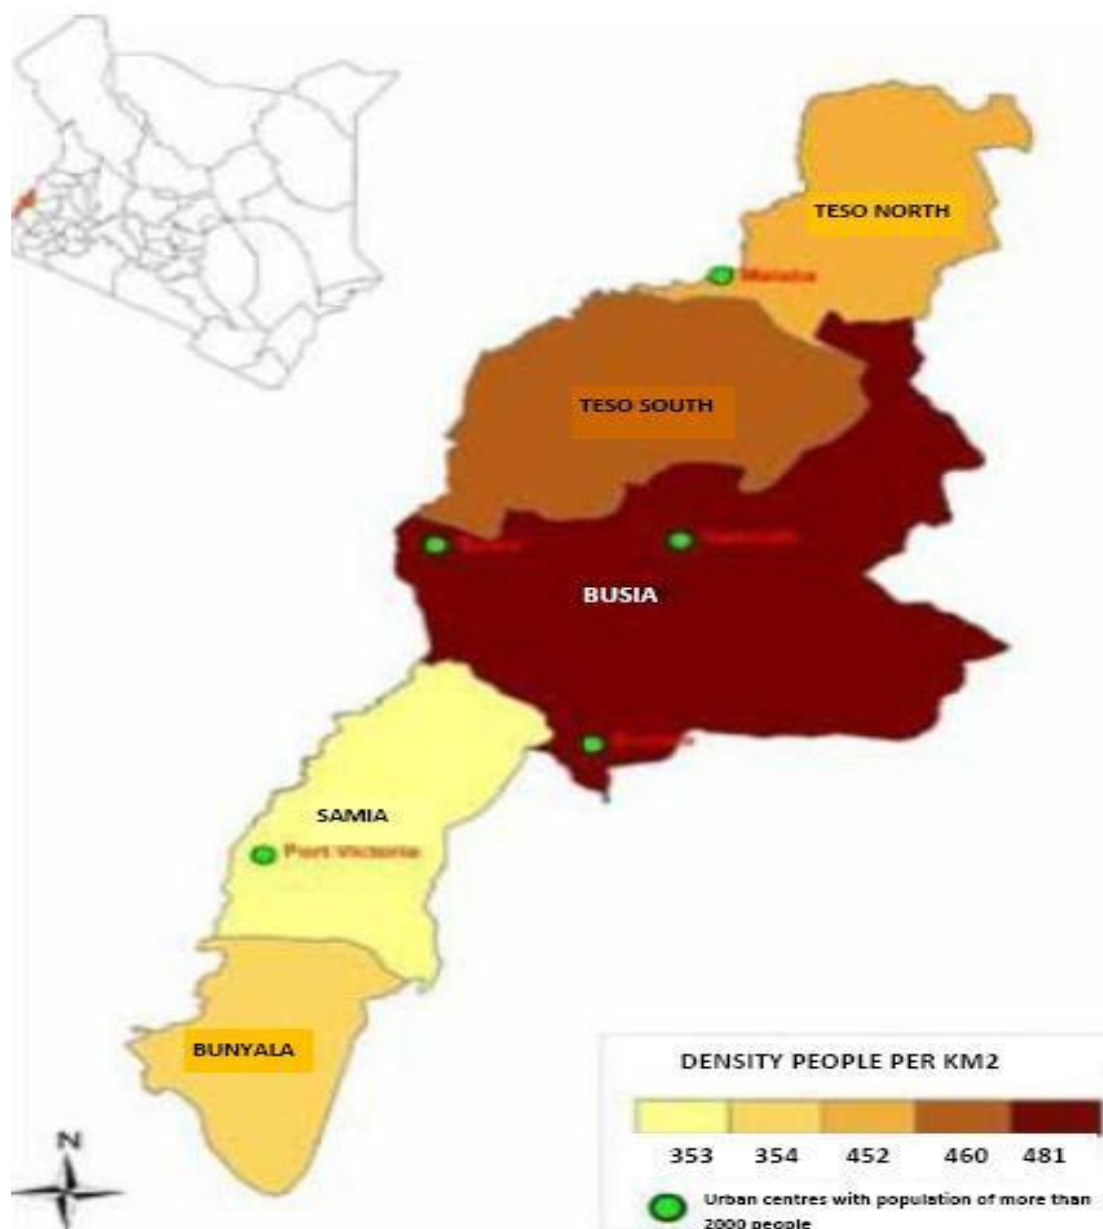 TESO NORTH
Malaba
TESO SOUTH
BUSIA
SAMIA
Port Victoria
BUNYALA
DENSITY PEOPLE PER KM2
353 354 452 460 481
N
Urban centres with population of more than
2000 people